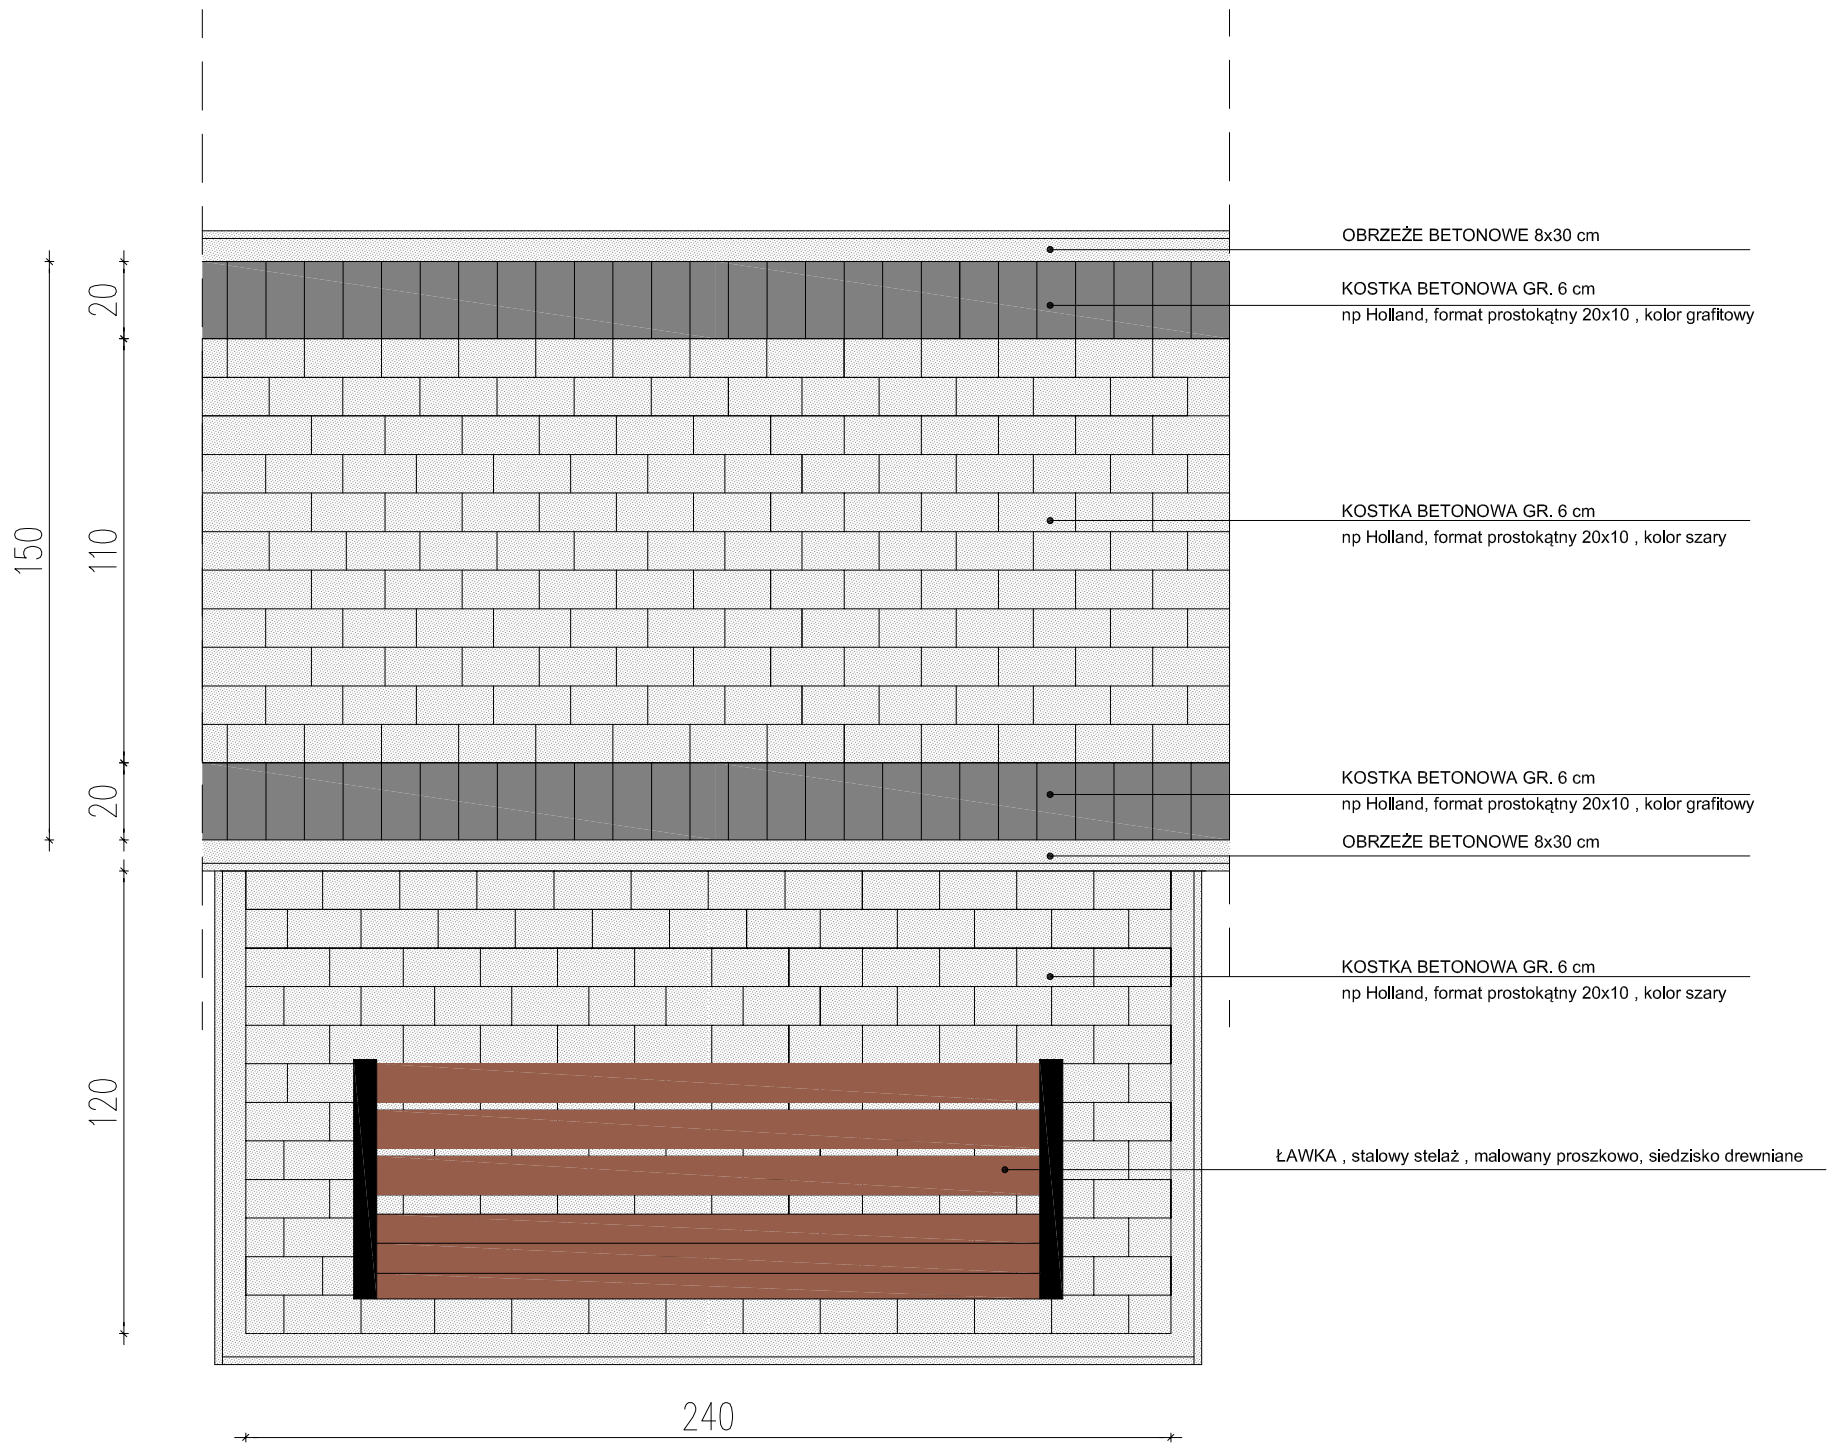 OBRZEŻE BETONOWE 8x30 cm
KOSTKA BETONOWA GR. 6 cm
np Holland, format prostokątny 20x10 , kolor grafitowy
KOSTKA BETONOWA GR. 6 cm
np Holland, format prostokątny 20x10 , kolor szary
KOSTKA BETONOWA GR. 6 cm
np Holland, format prostokątny 20x10 , kolor grafitowy
OBRZEŻE BETONOWE 8x30 cm
KOSTKA BETONOWA GR. 6 cm
np Holland, format prostokątny 20x10 , kolor szary
ŁAWKA , stalowy stelaż , malowany proszkowo, siedzisko drewniane
150
20
110
20
120
240